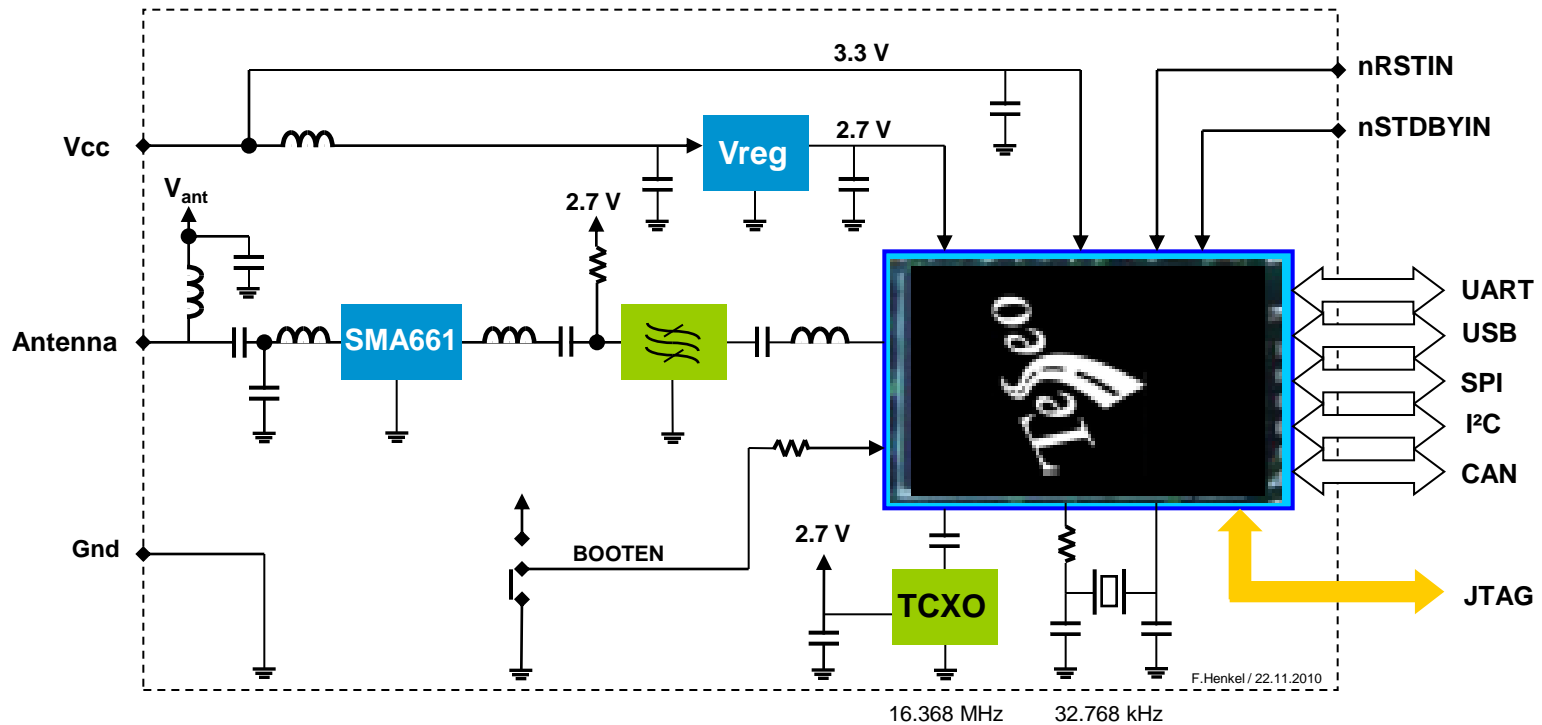 3.3 V
nRSTIN
nSTDBYIN
Vcc
Vreg
2.7 V
Vant
2.7 V
Antenna
SMA661
Teseo
UART
USB
SPI
I²C
CAN
Gnd
BOOTEN
2.7 V
TCXO
JTAG
F.Henkel / 22.11.2010
16.368 MHz
32.768 kHz